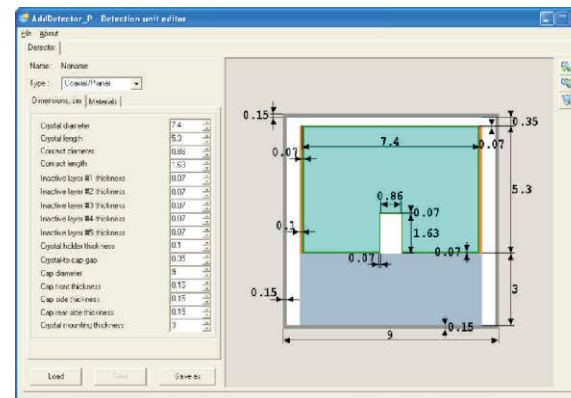 AddDetector_P - Detection unit editor
File About
Detector
Name: Noname
Type: Coaxial/Planar
Dimensions, cm Materials
Crystal diameter 7.4
Crystal length 5.3
Contact diameter 0.86
Contact length 1.63
Inactive layer #1 thickness 0.07
Inactive layer #2 thickness 0.07
Inactive layer #3 thickness 0.07
Inactive layer #4 thickness 0.07
Inactive layer #5 thickness 0.07
Crystal holder thickness 0.1
Crystal-to-cap gap 0.35
Cap diameter 9
Cap front thickness 0.15
Cap side thickness 0.15
Cap rear side thickness 0.15
Crystal mounting thickness 3
Load Save Save as
0.15
0.35
7.4
0.07
0.07
5.3
0.86
0.07
0.1
1.63
0.07
0.07
0.15
3
0.15
9